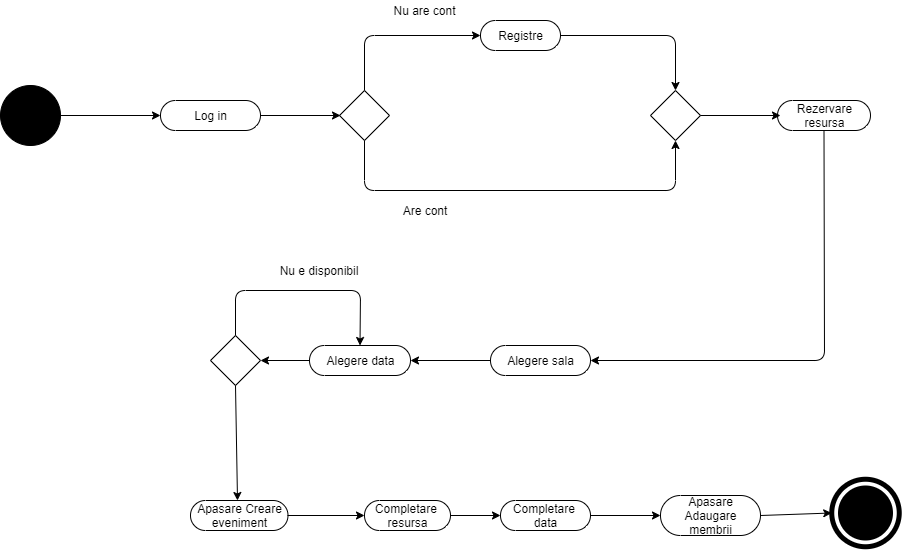 Nu are cont
Registre
Log in
Rezervare
resursa
Are cont
Nu e disponibil
Alegere data
Alegere sala
Apasare Creare
eveniment
Completare
resursa
Completare
data
Apasare
Adaugare
membrii